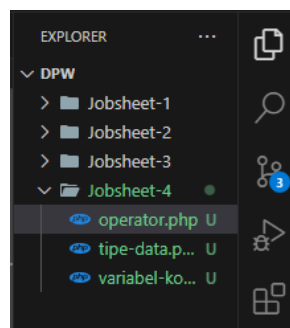 EXPLORER ...
DPW
Jobsheet-1
Jobsheet-2
Jobsheet-3
Jobsheet-4
operator.php U
tipe-data.p... U
variabel-ko... U
3